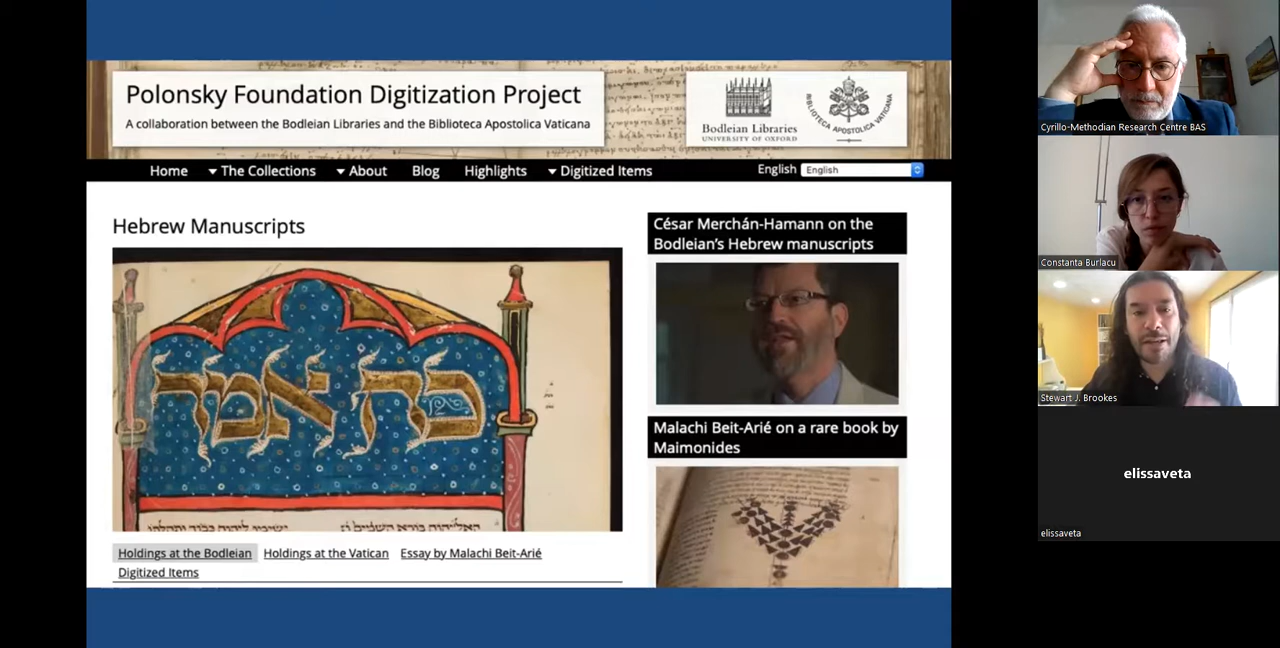 Polonsky Foundation Digitization Project
A collaboration between the Bodleian Libraries and the Biblioteca Apostolica Vaticana
Bodleian Libraries
UNIVERSITY OF OXFORD
BIBLIOTECA APOSTOLICA VATICANA
Home The Collections About Blog Highlights Digitized Items English English
Hebrew Manuscripts
כה אמר
Holdings at the Bodleian Holdings at the Vatican Essay by Malachi Beit-Arié
Digitized Items
César Merchán-Hamann on the
Bodleian’s Hebrew manuscripts
Malachi Beit-Arié on a rare book by
Maimonides
Cyrillo-Methodian Research Centre BAS
Constanta Burlacu
Stewart J. Brookes
elissaveta
elissaveta